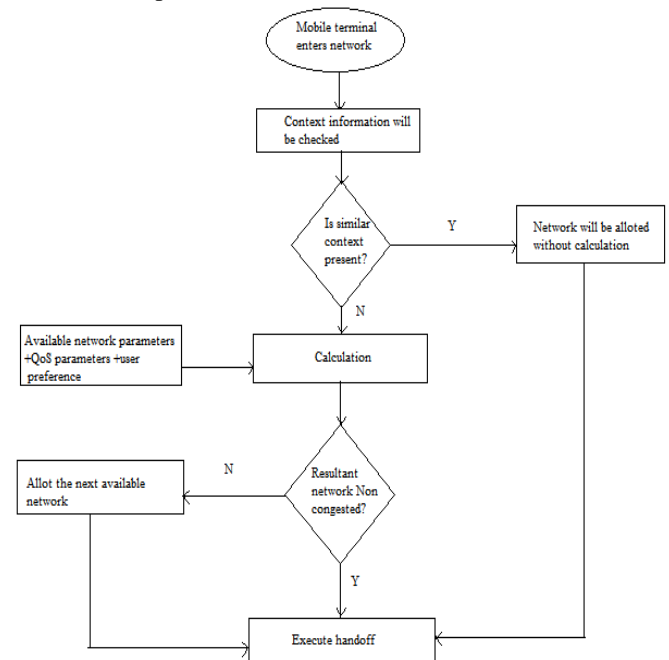 Mobile terminal
enters network
Context information will
be checked
Is similar
context
present?
Y
Network will be alloted
without calculation
N
Available network parameters
+QoS parameters +user
preference
Calculation
Allot the next available
network
N
Resultant
network Non
congested?
Y
Execute handoff